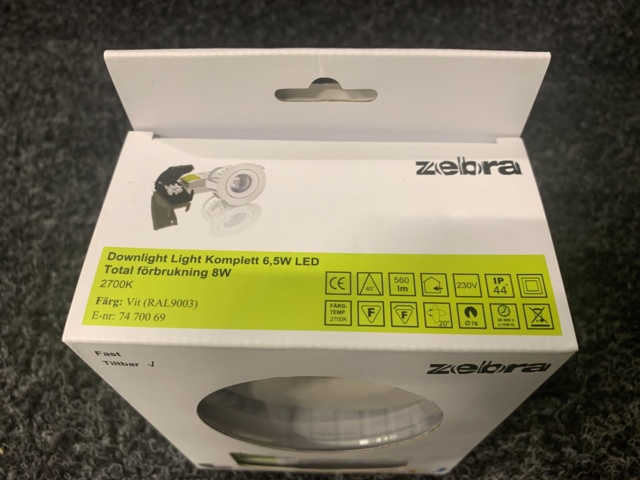 zebra
Downlight Light Komplett 6,5W LED
Total förbrukning 8W
2700K
Färg: Vit (RAL9003)
E-nr: 74 700 69
CE 40° 560 lm 230V IP 44
FÄRG-TEMP 2700K F F 20° Ø 76
zebra
Fast
Tiltbar √